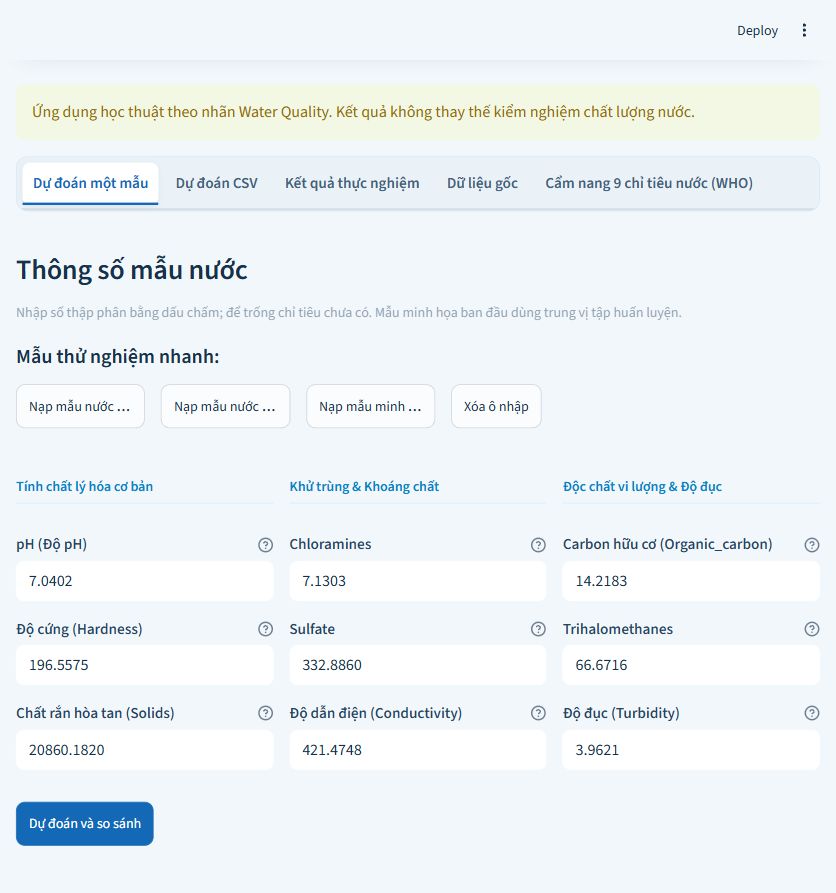 Deploy
Ứng dụng học thuật theo nhãn Water Quality. Kết quả không thay thế kiểm nghiệm chất lượng nước.
Dự đoán một mẫu
Dự đoán CSV
Kết quả thực nghiệm
Dữ liệu gốc
Cẩm nang 9 chỉ tiêu nước (WHO)
Thông số mẫu nước
Nhập số thập phân bằng dấu chấm; để trống chỉ tiêu chưa có. Mẫu minh họa ban đầu dùng trung vị tập huấn luyện.
Mẫu thử nghiệm nhanh:
Nạp mẫu nước ...
Nạp mẫu nước ...
Nạp mẫu minh ...
Xóa ô nhập
Tính chất lý hóa cơ bản
Khử trùng & Khoáng chất
Độc chất vi lượng & Độ đục
pH (Độ pH)
Chloramines
Carbon hữu cơ (Organic_carbon)
7.0402
7.1303
14.2183
Độ cứng (Hardness)
Sulfate
Trihalomethanes
196.5575
332.8860
66.6716
Chất rắn hòa tan (Solids)
Độ dẫn điện (Conductivity)
Độ đục (Turbidity)
20860.1820
421.4748
3.9621
Dự đoán và so sánh